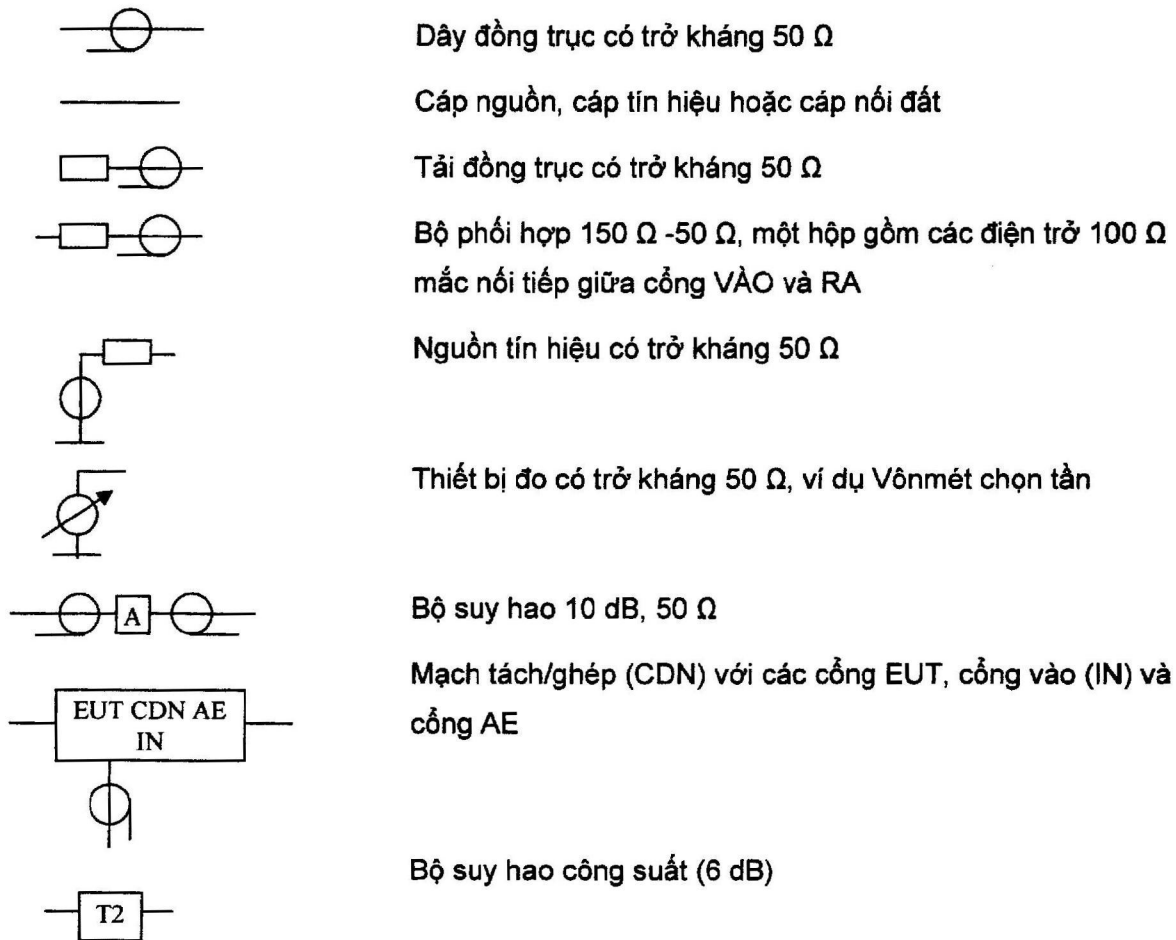 Dây đồng trục có trở kháng 50 Ω
Cáp nguồn, cáp tín hiệu hoặc cáp nối đất
Tải đồng trục có trở kháng 50 Ω
Bộ phối hợp 150 Ω -50 Ω, một hộp gồm các điện trở 100 Ω
mắc nối tiếp giữa cổng VÀO và RA
Nguồn tín hiệu có trở kháng 50 Ω
Thiết bị đo có trở kháng 50 Ω, ví dụ Vônmét chọn tần
A
Bộ suy hao 10 dB, 50 Ω
Mạch tách/ghép (CDN) với các cổng EUT, cổng vào (IN) và
cổng AE
EUT CDN AE
IN
Bộ suy hao công suất (6 dB)
T2